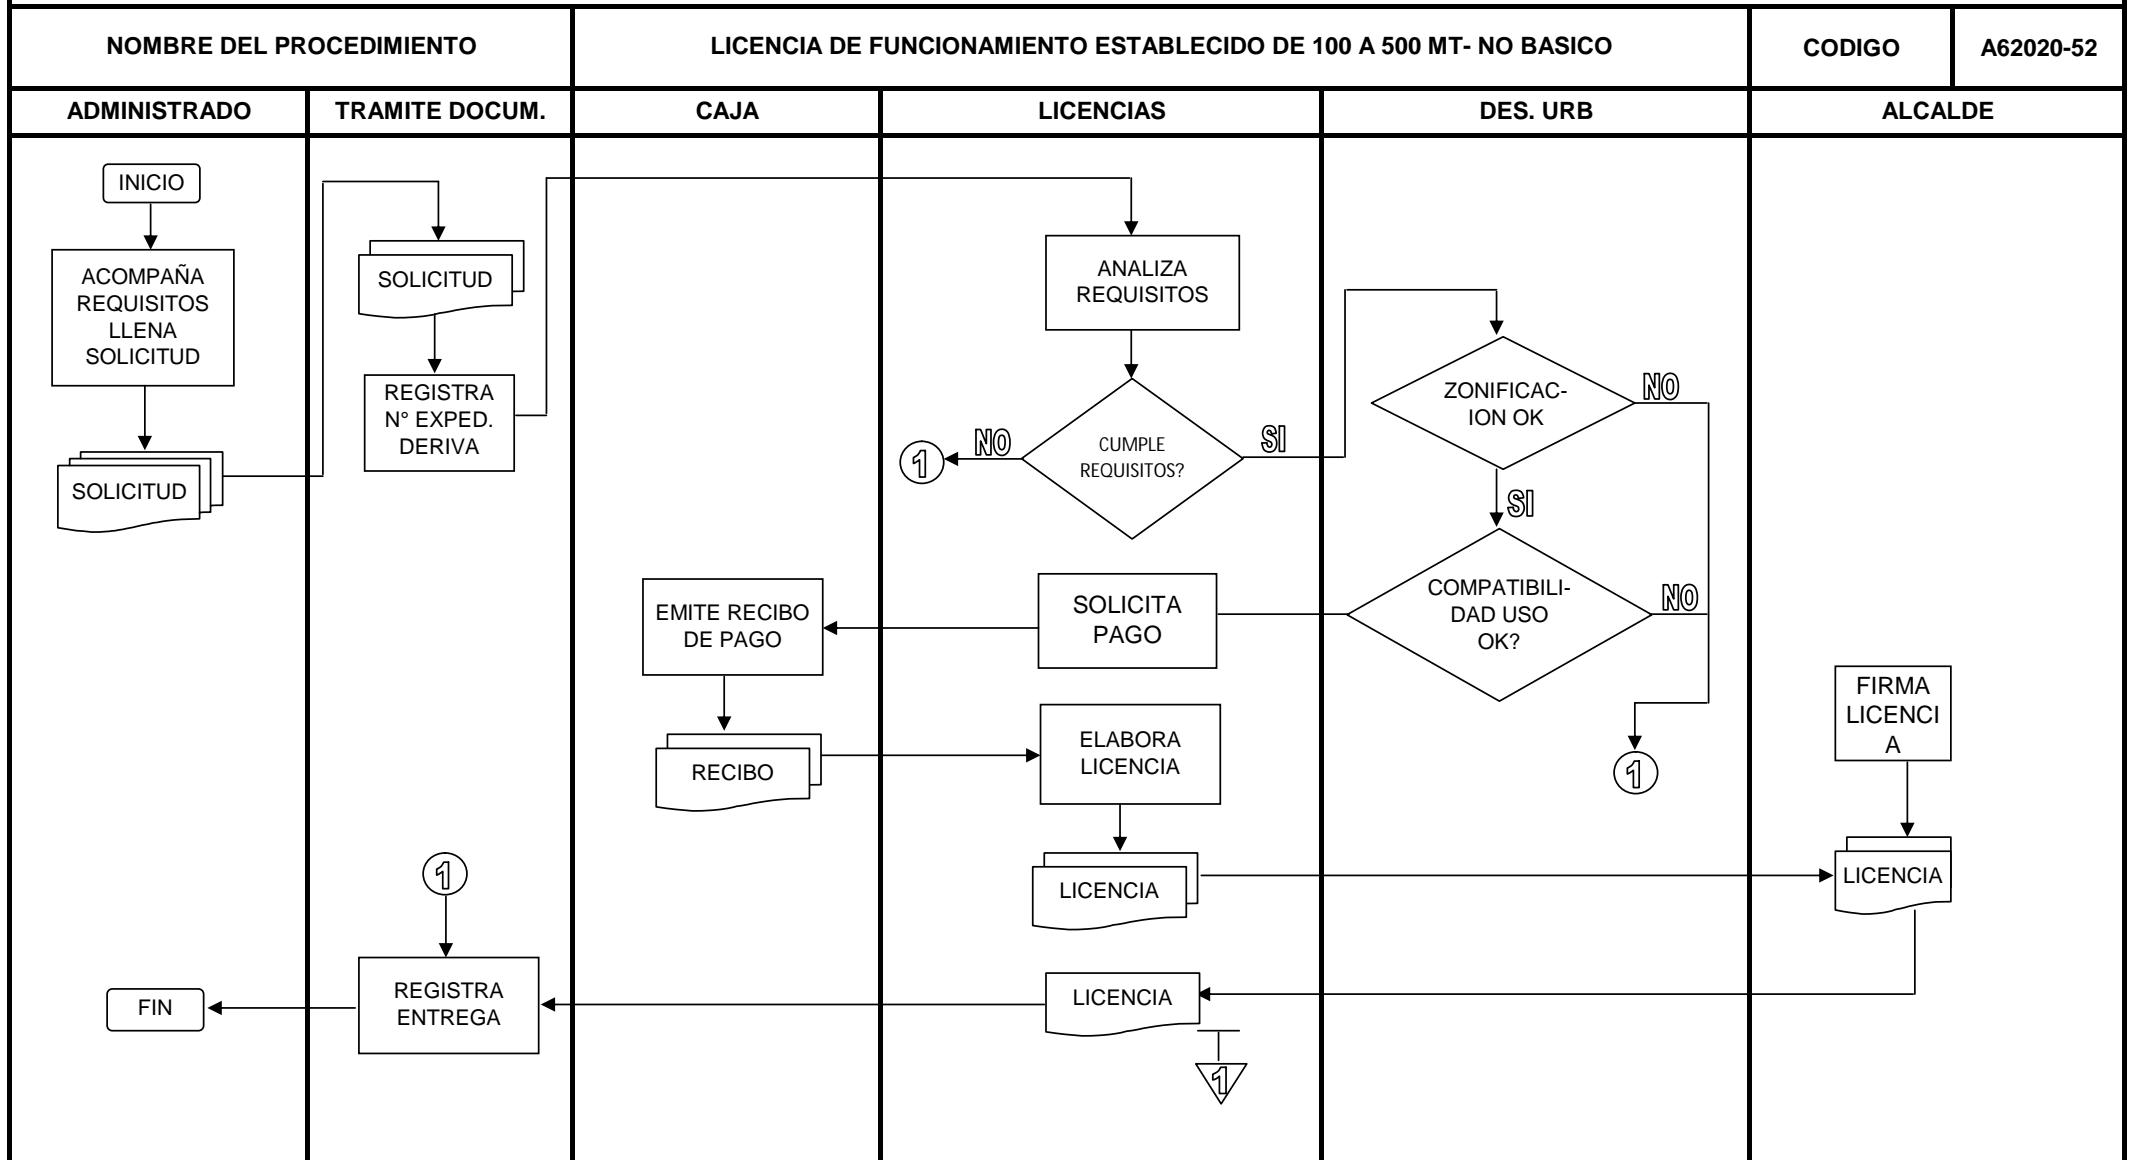 NOMBRE DEL PROCEDIMIENTO
LICENCIA DE FUNCIONAMIENTO ESTABLECIDO DE 100 A 500 MT- NO BASICO
CODIGO
A62020-52
ADMINISTRADO
TRAMITE DOCUM.
CAJA
LICENCIAS
DES. URB
ALCALDE
INICIO
ACOMPAÑA
REQUISITOS
LLENA
SOLICITUD
SOLICITUD
SOLICITUD
REGISTRA
N° EXPED.
DERIVA
ANALIZA
REQUISITOS
CUMPLE
REQUISITOS?
NO
1
SI
ZONIFICAC-
ION OK
NO
SI
COMPATIBILI-
DAD USO
OK?
NO
1
SOLICITA
PAGO
EMITE RECIBO
DE PAGO
RECIBO
ELABORA
LICENCIA
LICENCIA
FIRMA
LICENCI
A
LICENCIA
LICENCIA
1
1
REGISTRA
ENTREGA
FIN